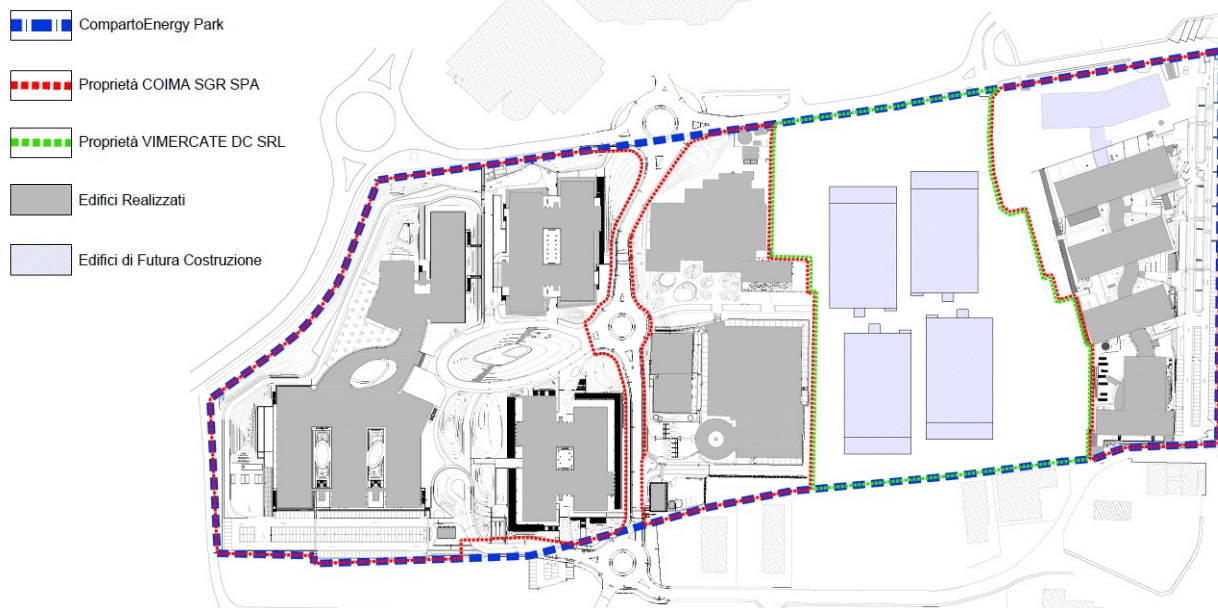 CompartoEnergy Park
Proprietà COIMA SGR SPA
Proprietà VIMERCATE DC SRL
Edifici Realizzati
Edifici di Futura Costruzione